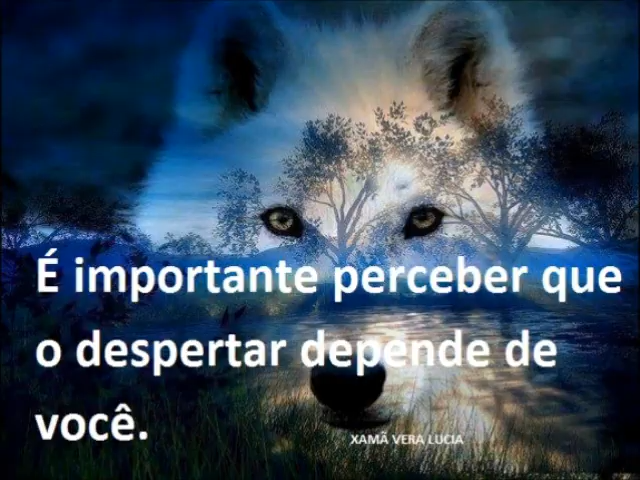 É importante perceber que
o despertar depende de
você.
XAMÃ VERA LUCIA